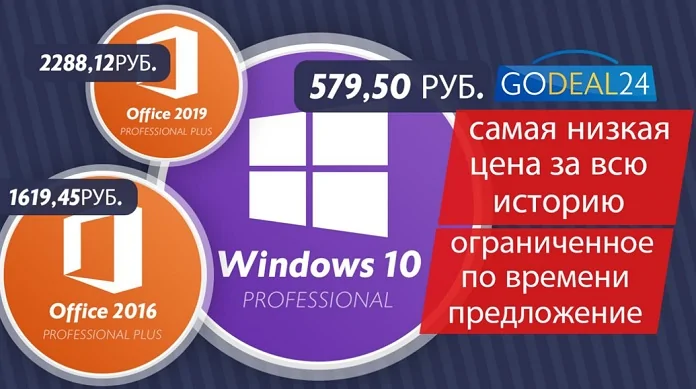 2288,12РУБ.
Office 2019
PROFESSIONAL PLUS
579,50 РУБ.
GODEAL24
самая низкая
цена за всю
историю
1619,45РУБ.
Office 2016
PROFESSIONAL PLUS
Windows 10
PROFESSIONAL
ограниченное
по времени
предложение